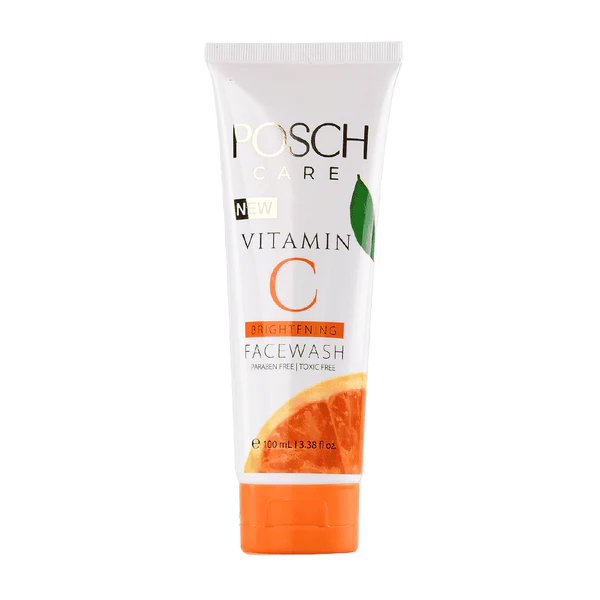 POSCH
CARE
NEW
VITAMIN
C
BRIGHTENING
FACEWASH
PARABEN FREE | TOXIC FREE
℮ 100 mL | 3.38 fl oz.